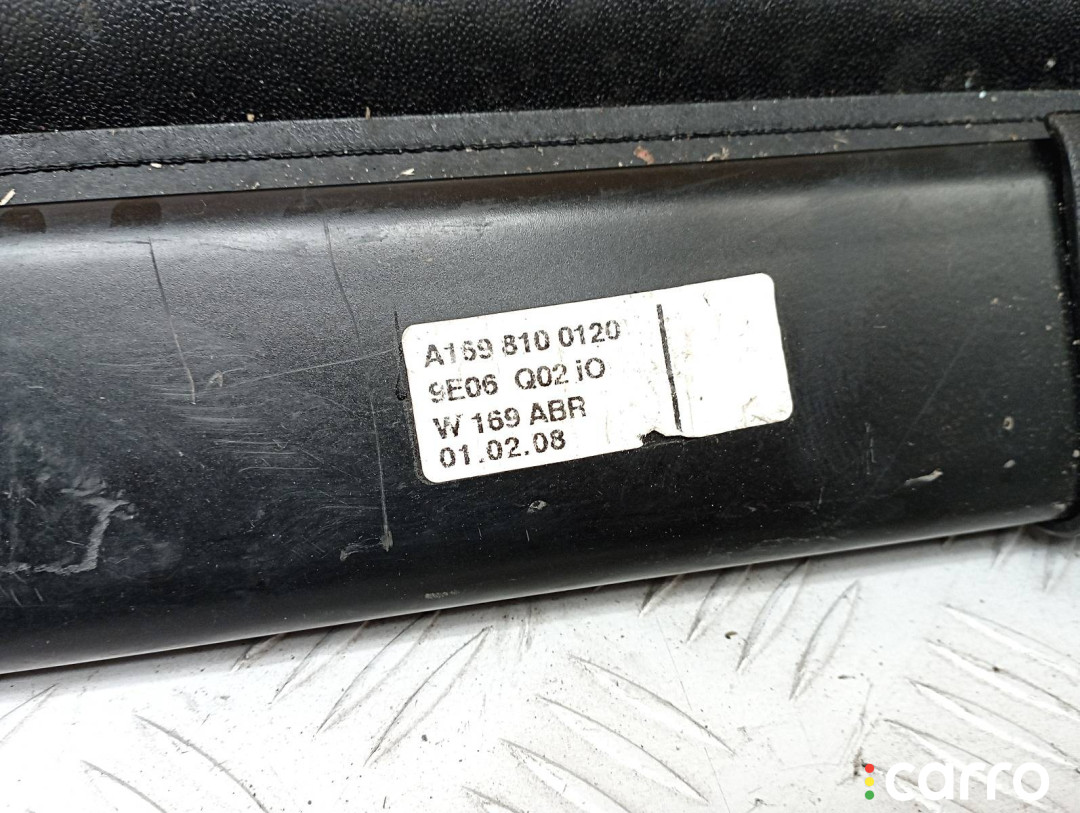 A169 810 0120
9E06 Q02 iO
W 169 ABR
01.02.08
carro